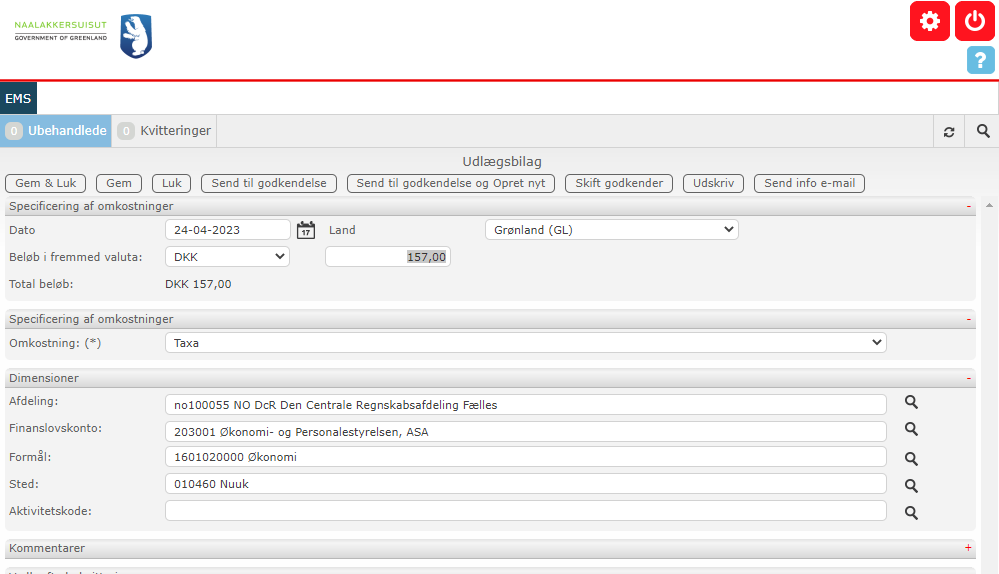 NAALAKKERSUISUT
GOVERNMENT OF GREENLAND
?
EMS
0 Ubehandlede 0 Kvitteringer
Udlægsbilag
Gem & Luk Gem Luk Send til godkendelse Send til godkendelse og Opret nyt Skift godkender Udskriv Send info e-mail
Specificering af omkostninger -
Dato 24-04-2023 17 Land Grønland (GL)
Beløb i fremmed valuta: DKK 157,00
Total beløb: DKK 157,00
Specificering af omkostninger -
Omkostning: (*) Taxa
Dimensioner -
Afdeling: no100055 NO DcR Den Centrale Regnskabsafdeling Fælles
Finanslovskonto: 203001 Økonomi- og Personalestyrelsen, ASA
Formål: 1601020000 Økonomi
Sted: 010460 Nuuk
Aktivitetskode:
Kommentarer +